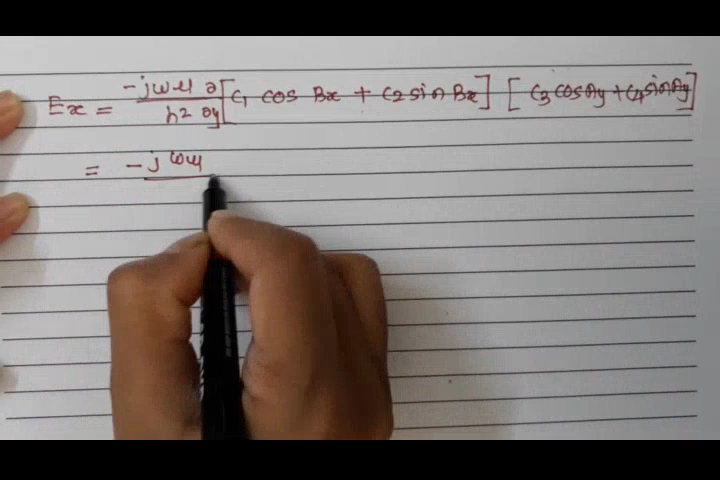 Ex = -jωμ/h2 ∂/∂y [C1 cos Bx + C2 sin Bx] [C3 cos Ay + C4 sin Ay]
= -jωμ